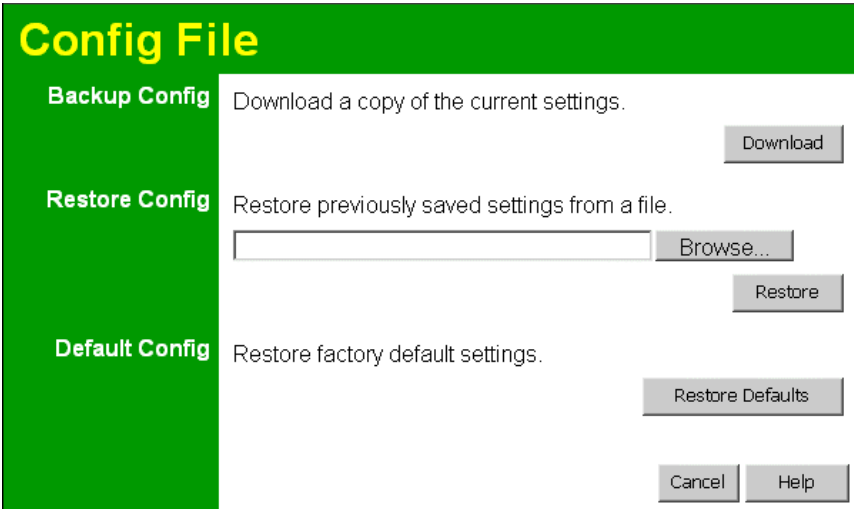 Config File
Backup Config
Download a copy of the current settings.
Download
Restore Config
Restore previously saved settings from a file.
Browse...
Restore
Default Config
Restore factory default settings.
Restore Defaults
Cancel
Help